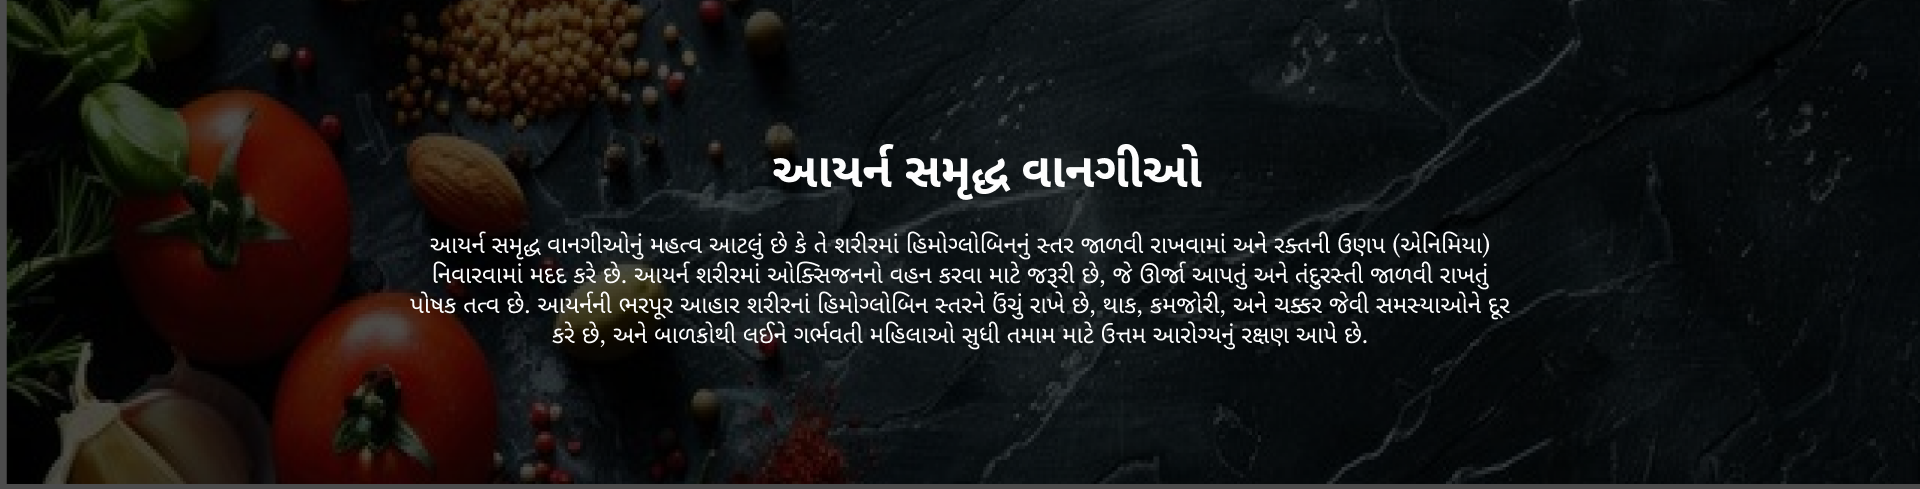 આયર્ન સમૃદ્ધ વાનગીઓ
આયર્ન સમૃદ્ધ વાનગીઓનું મહત્વ આટલું છે કે તે શરીરમાં હિમોગ્લોબિનનું સ્તર જાળવી રાખવામાં અને રક્તની ઉણપ (એનિમિયા)
નિવારવામાં મદદ કરે છે. આયર્ન શરીરમાં ઓક્સિજનનો વહન કરવા માટે જરૂરી છે, જે ઊર્જા આપતું અને તંદુરસ્તી જાળવી રાખતું
પોષક તત્વ છે. આયર્નની ભરપૂર આહાર શરીરનાં હિમોગ્લોબિન સ્તરને ઉંચું રાખે છે, થાક, કમજોરી, અને ચક્કર જેવી સમસ્યાઓને દૂર
કરે છે, અને બાળકોથી લઈને ગર્ભવતી મહિલાઓ સુધી તમામ માટે ઉત્તમ આરોગ્યનું રક્ષણ આપે છે.